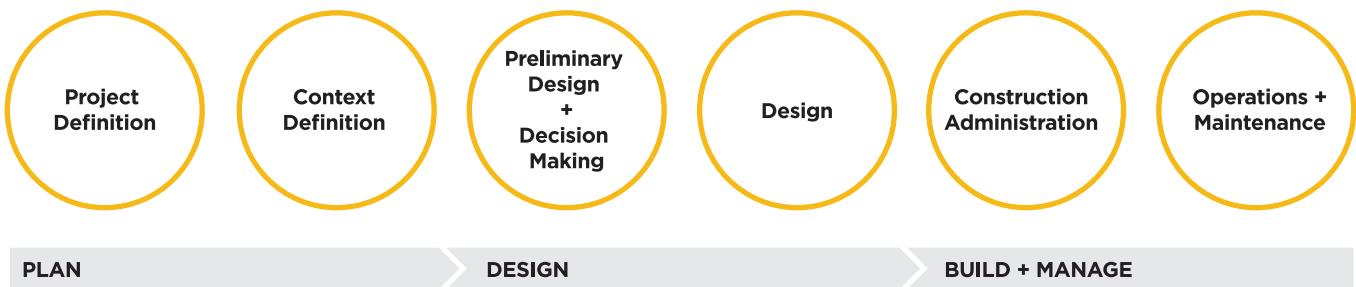 Project
Definition
Context
Definition
Preliminary
Design
+
Decision
Making
Design
Construction
Administration
Operations +
Maintenance
PLAN
DESIGN
BUILD + MANAGE